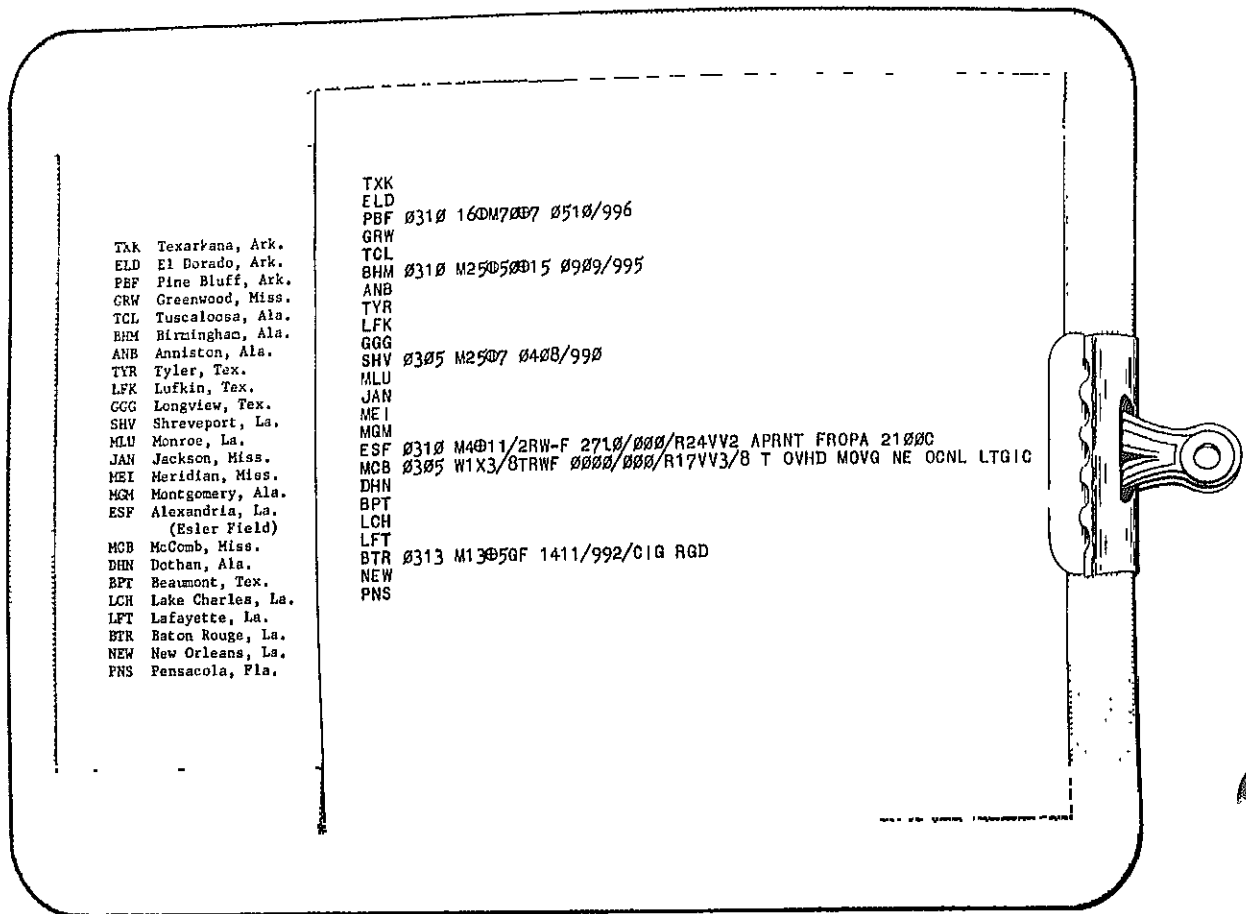 TXK Texarkana, Ark.
ELD El Dorado, Ark.
PBF Pine Bluff, Ark.
GRW Greenwood, Miss.
TCL Tuscaloosa, Ala.
BHM Birmingham, Ala.
ANB Anniston, Ala.
TYR Tyler, Tex.
LFK Lufkin, Tex.
GGG Longview, Tex.
SHV Shreveport, La.
MLU Monroe, La.
JAN Jackson, Miss.
MEI Meridian, Miss.
MGM Montgomery, Ala.
ESF Alexandria, La.
(Esler Field)
MCB McComb, Miss.
DHN Dothan, Ala.
BPT Beaumont, Tex.
LCH Lake Charles, La.
LFT Lafayette, La.
BTR Baton Rouge, La.
NEW New Orleans, La.
PNS Pensacola, Fla.
TXK
ELD
PBF Ø31Ø 16⦶M7Ø⦶7 Ø51Ø/996
GRW
TCL
BHM Ø31Ø M25⦶5Ø⊕15 Ø9Ø9/995
ANB
TYR
LFK
GGG
SHV Ø3Ø5 M25⦶7 Ø4Ø8/99Ø
MLU
JAN
MEI
MGM
ESF Ø31Ø M4⊕11/2RW-F 271Ø/ØØØ/R24VV2 APRNT FROPA 21ØØC
MCB Ø3Ø5 W1X3/8TRWF ØØØØ/ØØØ/R17VV3/8 T OVHD MOVG NE OCNL LTGIC
DHN
BPT
LCH
LFT
BTR Ø313 M13⊕5GF 1411/992/CIG RGD
NEW
PNS